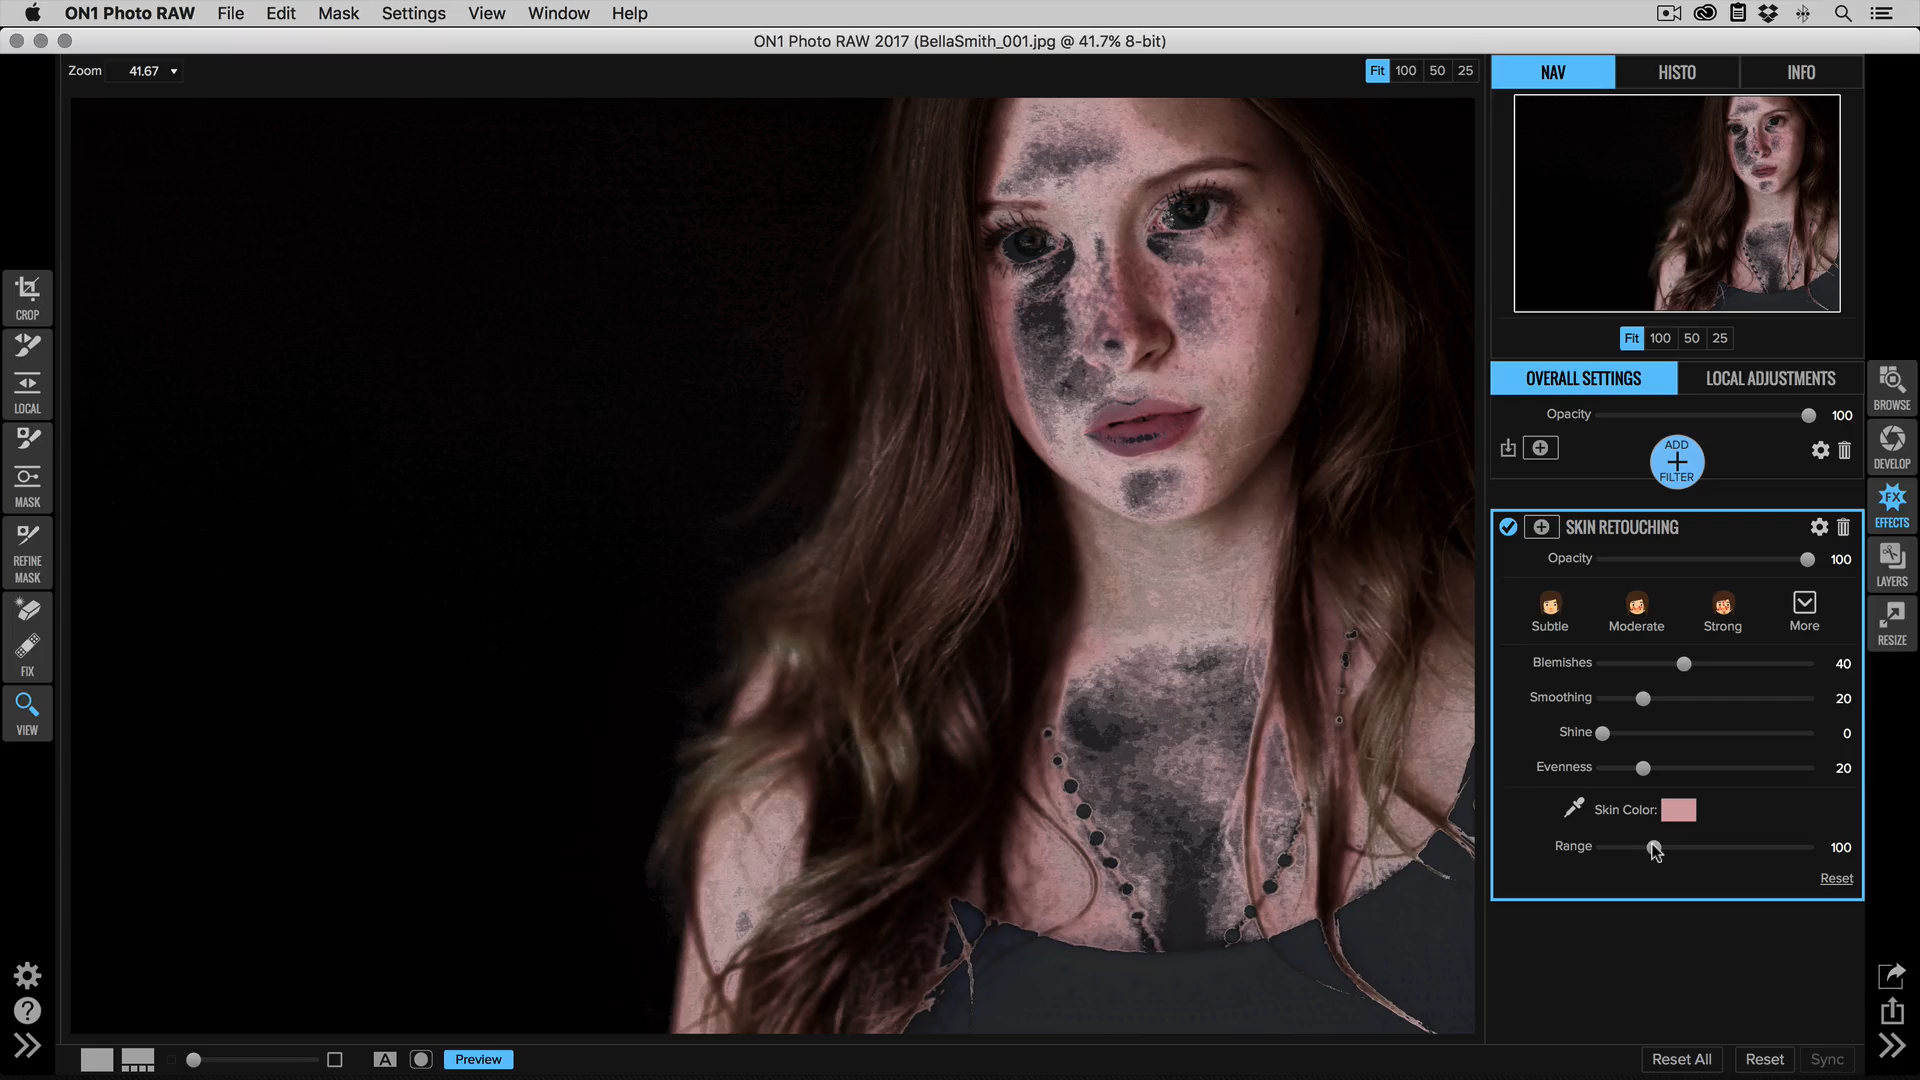 ON1 Photo RAW File Edit Mask Settings View Window Help
ON1 Photo RAW 2017 (BellaSmith_001.jpg @ 41.7% 8-bit)
Zoom 41.67
Fit 100 50 25
NAV HISTO INFO
Fit 100 50 25
CROP
LOCAL
MASK
REFINE
MASK
FIX
VIEW
OVERALL SETTINGS LOCAL ADJUSTMENTS
Opacity 100
ADD
FILTER
SKIN RETOUCHING
Opacity 100
Subtle Moderate Strong More
Blemishes 40
Smoothing 20
Shine 0
Evenness 20
Skin Color:
Range 100
Reset
BROWSE
DEVELOP
FX
EFFECTS
LAYERS
RESIZE
A Preview
Reset All Reset Sync